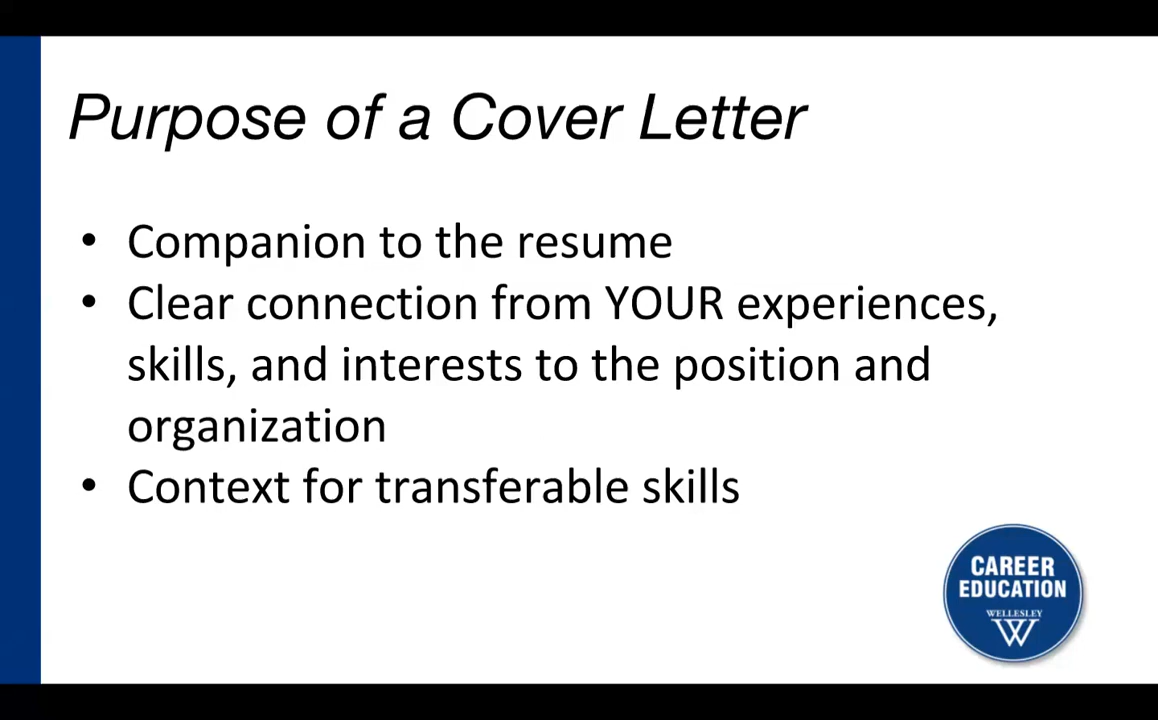 Purpose of a Cover Letter
• Companion to the resume
• Clear connection from YOUR experiences,
skills, and interests to the position and
organization
• Context for transferable skills
CAREER
EDUCATION
WELLESLEY
W